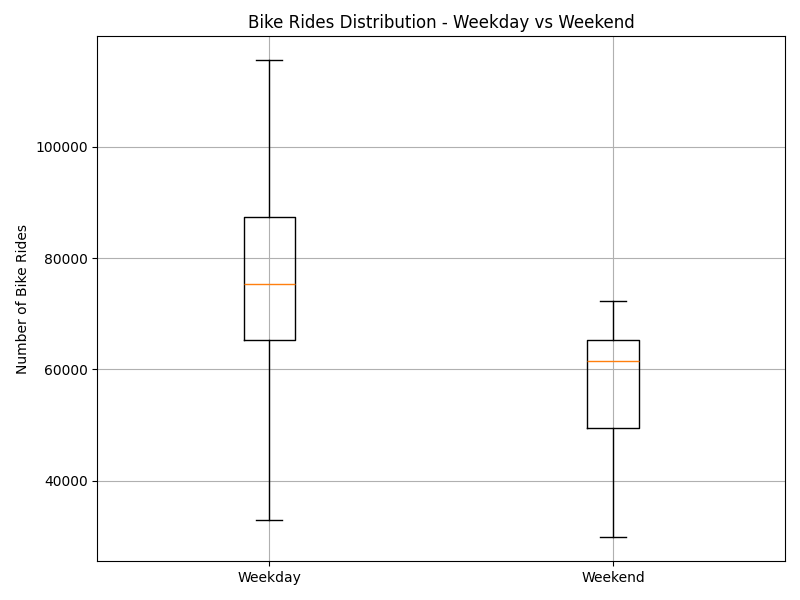 Bike Rides Distribution - Weekday vs Weekend
Number of Bike Rides
100000
80000
60000
40000
Weekday
Weekend